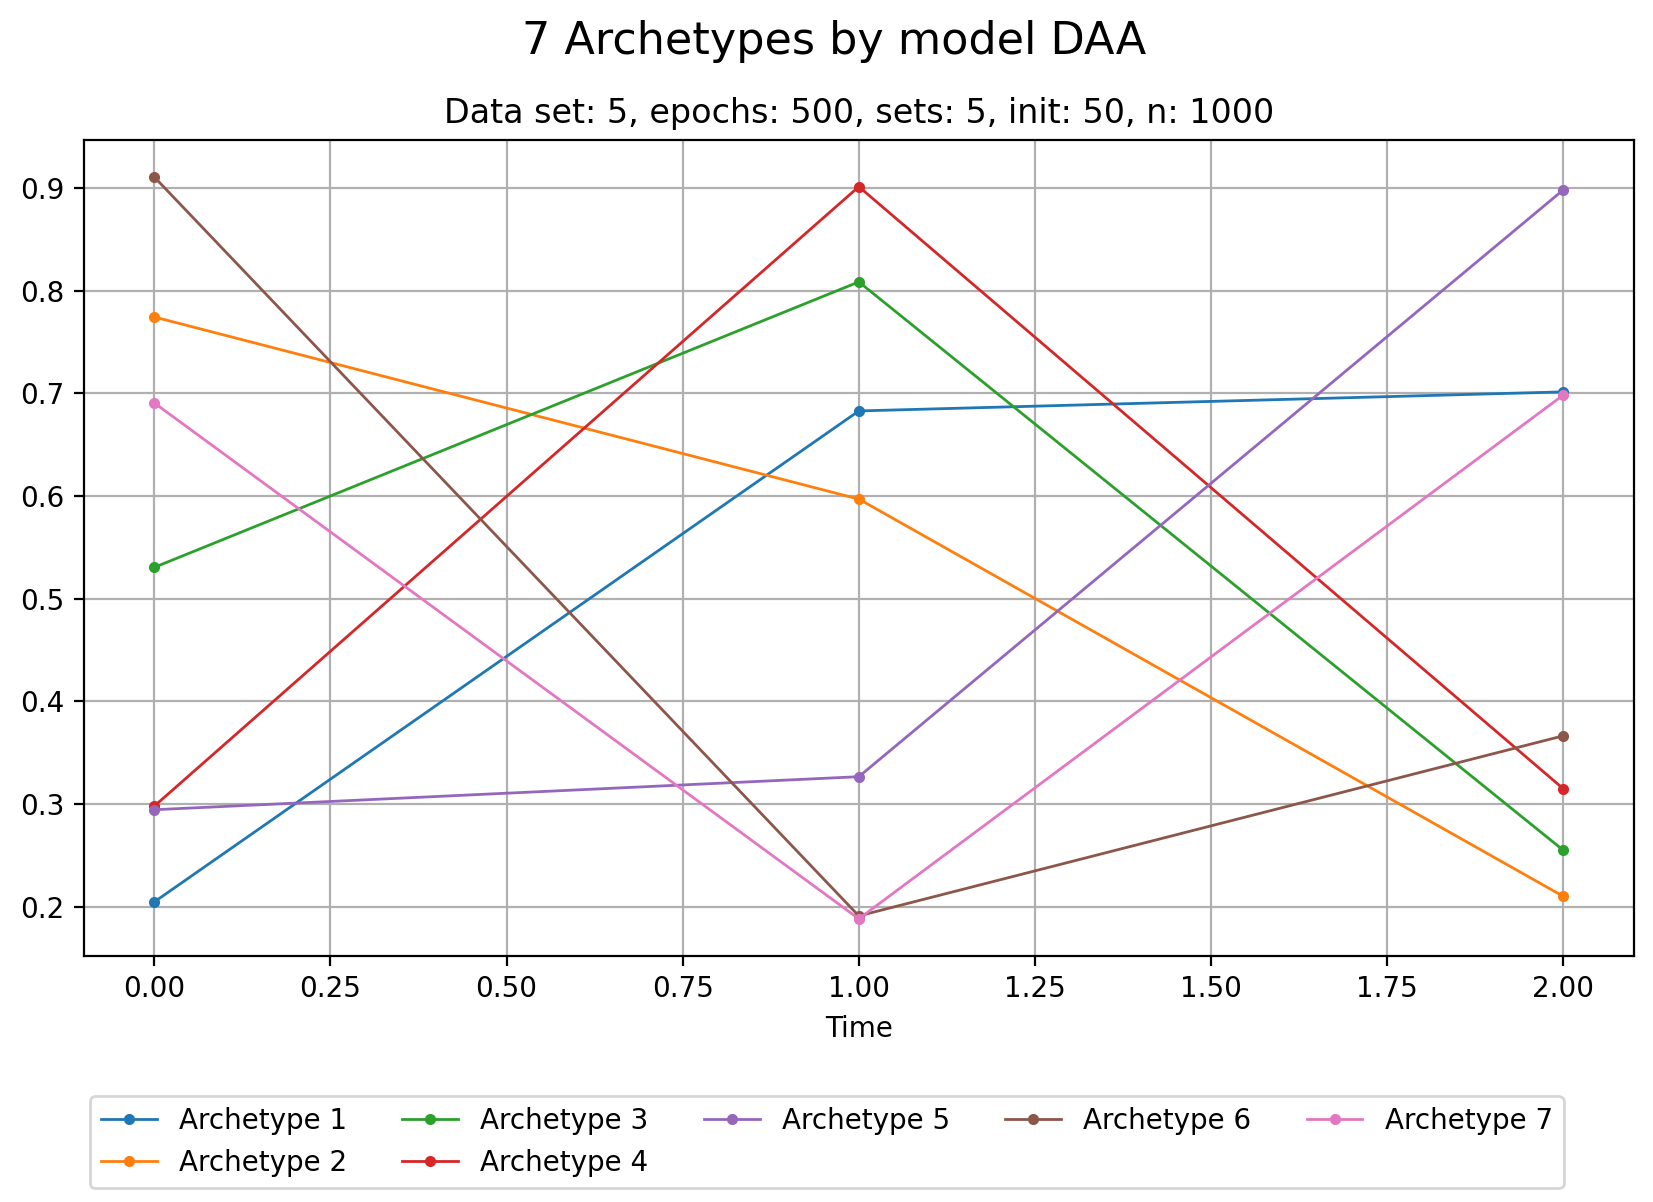 7 Archetypes by model DAA
Data set: 5, epochs: 500, sets: 5, init: 50, n: 1000
0.9
0.8
0.7
0.6
0.5
0.4
0.3
0.2
0.00 0.25 0.50 0.75 1.00 1.25 1.50 1.75 2.00
Time
Archetype 1 Archetype 3 Archetype 5 Archetype 6 Archetype 7
Archetype 2 Archetype 4